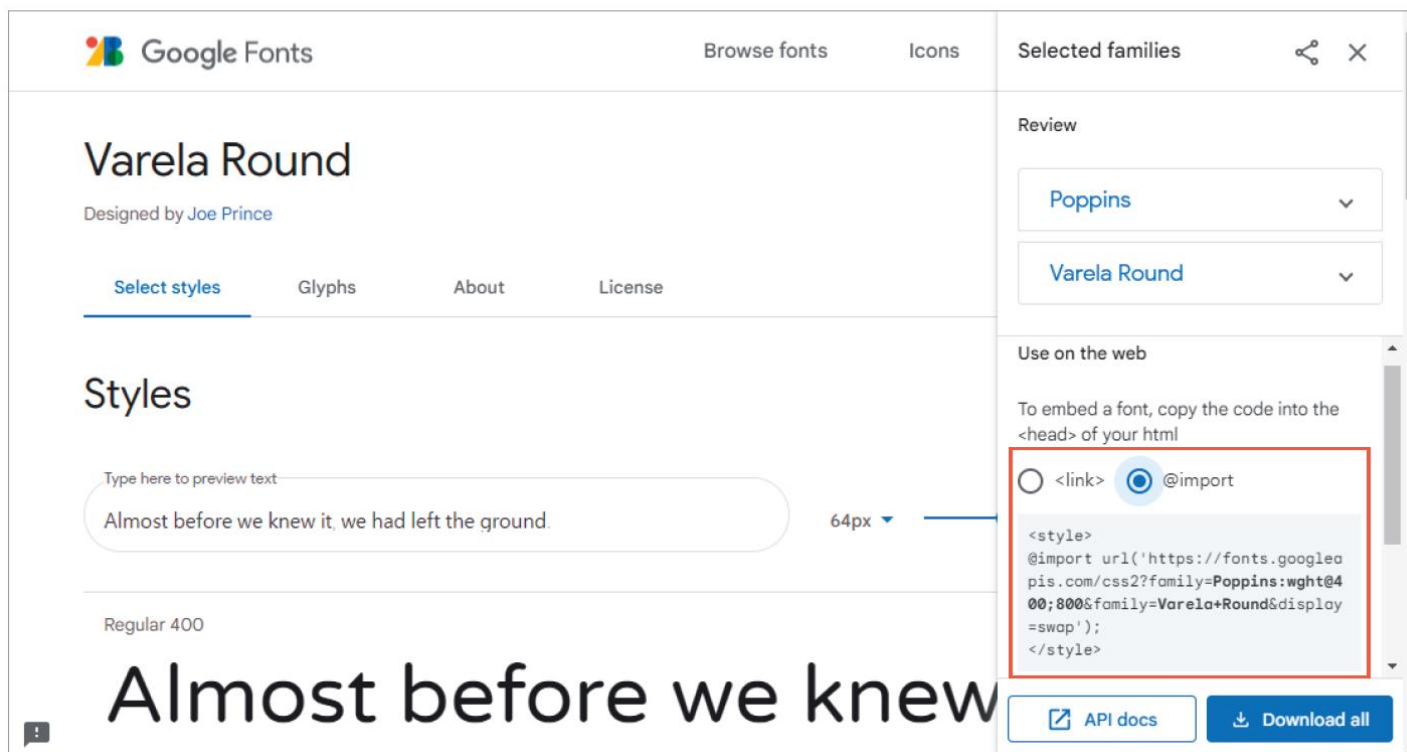 Google Fonts
Browse fonts
Icons
Varela Round
Designed by Joe Prince
Select styles
Glyphs
About
License
Styles
Type here to preview text
Almost before we knew it, we had left the ground.
64px
Regular 400
Almost before we knew
Selected families
Review
Poppins
Varela Round
Use on the web
To embed a font, copy the code into the
<head> of your html
<link>
@import
<style>
@import url('https://fonts.googlea
pis.com/css2?family=Poppins:wght@4
00;800&family=Varela+Round&display
=swap');
</style>
API docs
Download all